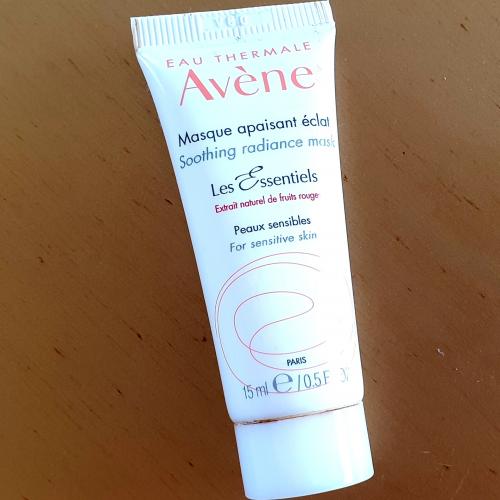 EAU THERMALE
Avène
Masque apaisant éclat
Soothing radiance mask
Les Essentiels
Extrait naturel de fruits rouge
Peaux sensibles
For sensitive skin
PARIS
15 ml e / 0.5 F